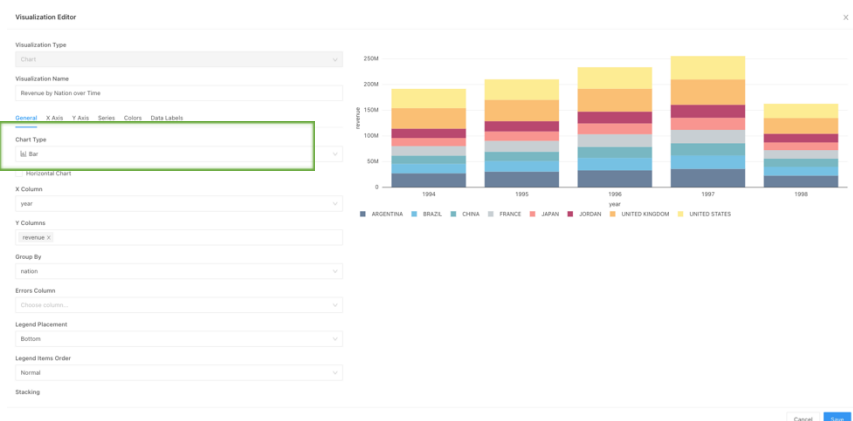 Visualization Editor
Visualization Type
Chart
Visualization Name
Revenue by Nation over Time
General X Axis Y Axis Series Colors Data Labels
Chart Type
Bar
Horizontal Chart
X Column
year
Y Columns
revenue ×
Group By
nation
Errors Column
Choose column...
Legend Placement
Bottom
Legend Items Order
Normal
Stacking
250M
200M
150M
100M
50M
0
revenue
1994 1995 1996 1997 1998
year
ARGENTINA BRAZIL CHINA FRANCE JAPAN JORDAN UNITED KINGDOM UNITED STATES
Cancel Save